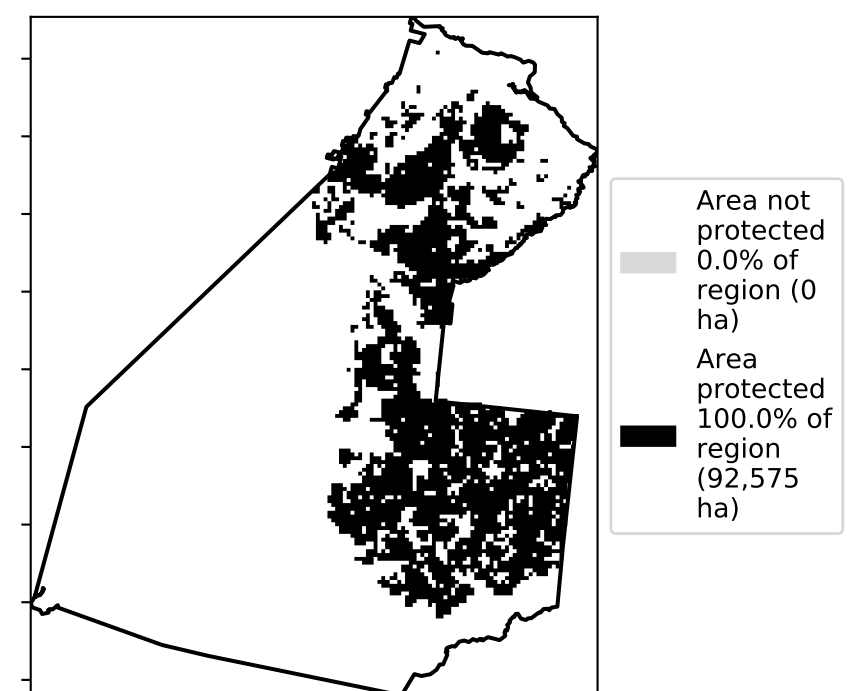 Area not
protected
0.0% of
region (0
ha)
Area
protected
100.0% of
region
(92,575
ha)